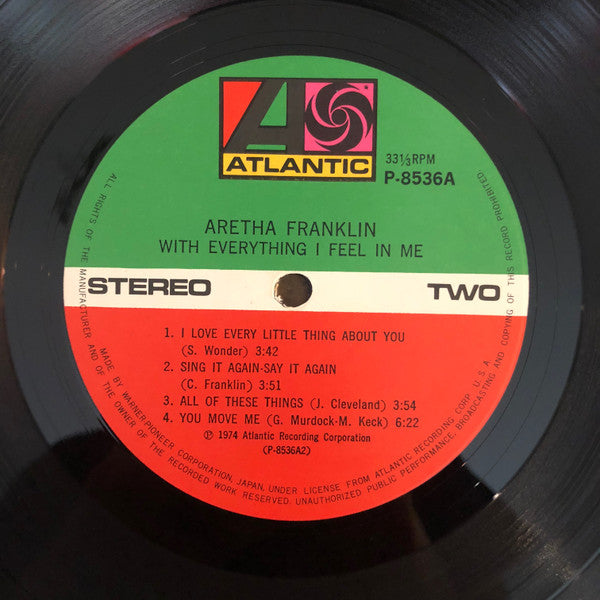 ATLANTIC
33⅓RPM
P-8536A
ARETHA FRANKLIN
WITH EVERYTHING I FEEL IN ME
STEREO
TWO
1. I LOVE EVERY LITTLE THING ABOUT YOU
(S. Wonder) 3:42
2. SING IT AGAIN-SAY IT AGAIN
(C. Franklin) 3:51
3. ALL OF THESE THINGS (J. Cleveland) 3:54
4. YOU MOVE ME (G. Murdock-M. Keck) 6:22
Ⓟ 1974 Atlantic Recording Corporation
(P-8536A2)
MADE BY WARNER/PIONEER CORPORATION, JAPAN, UNDER LICENSE FROM ATLANTIC RECORDING CORP. U.S.A.
ALL RIGHTS OF THE MANUFACTURER AND OF THE OWNER OF THE RECORDED WORK RESERVED. UNAUTHORIZED PUBLIC PERFORMANCE, BROADCASTING AND COPYING OF THIS RECORD PROHIBITED